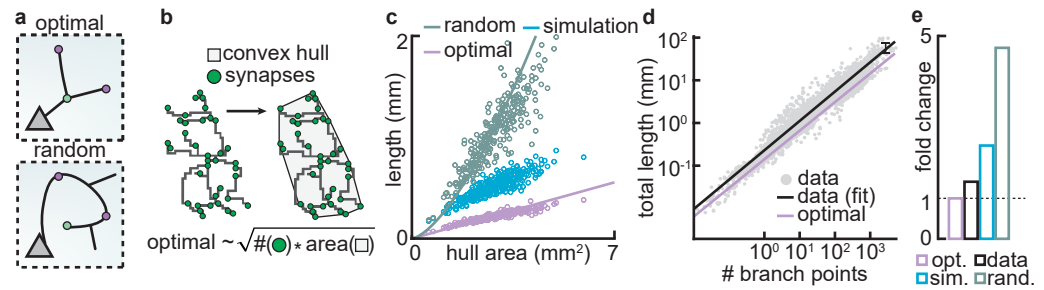 a
optimal
random
b
convex hull
synapses
optimal ~ √#(●) * area(□)
c
random
simulation
optimal
2
length (mm)
0
0
hull area (mm²)
7
d
total length (mm)
10²
10¹
10⁰
10⁻¹
data
data (fit)
optimal
10⁰ 10¹ 10² 10³
# branch points
e
fold change
5
1
0
opt. data
sim. rand.